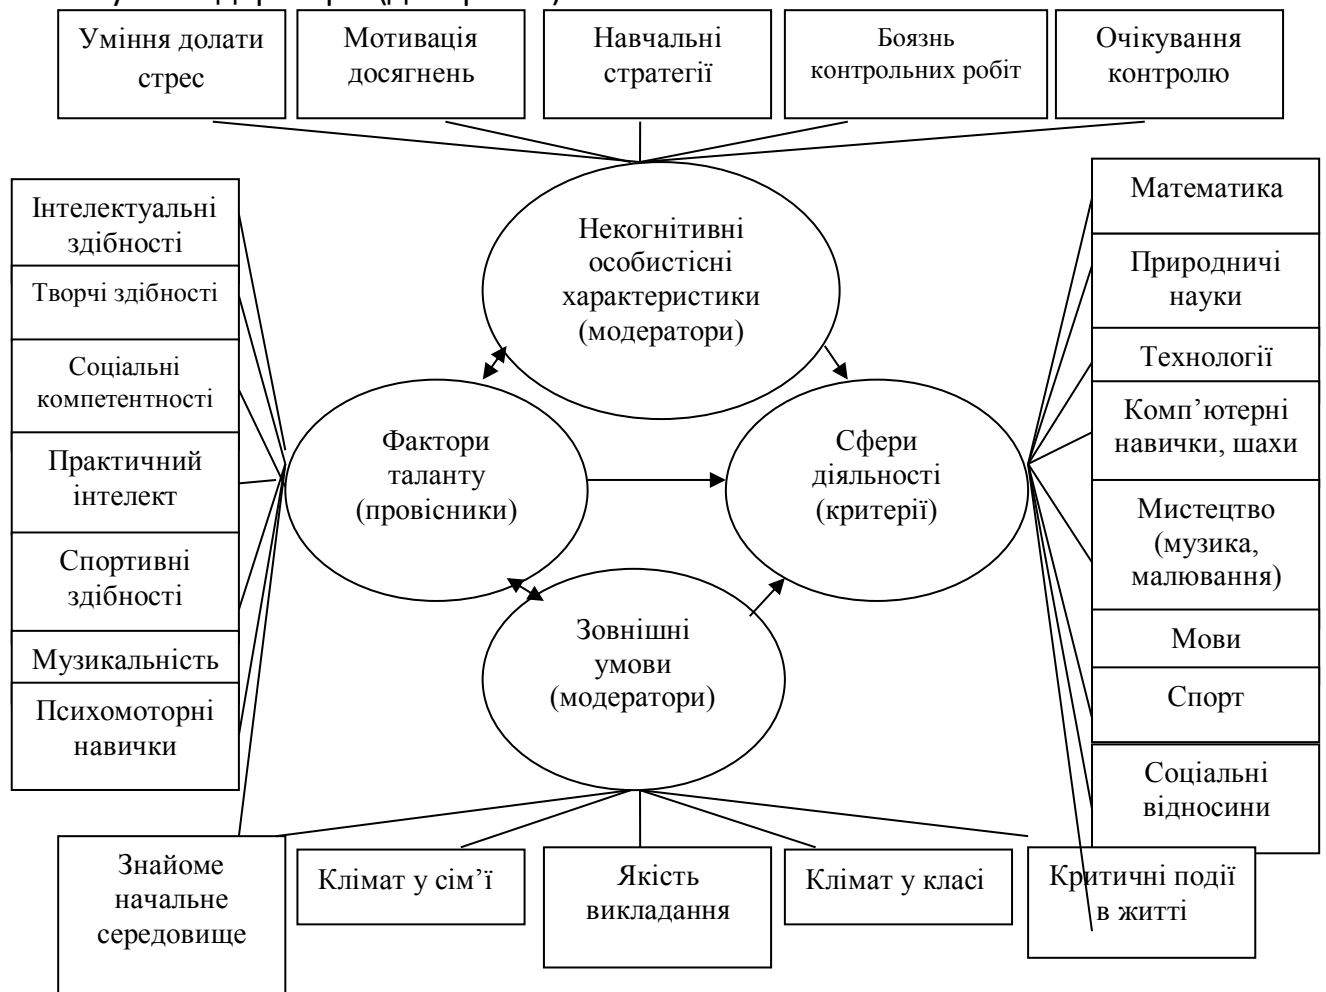 Уміння долати
стрес
Мотивація
досягнень
Навчальні
стратегії
Боязнь
контрольних робіт
Очікування
контролю
Інтелектуальні
здібності
Творчі здібності
Соціальні
компетентності
Практичний
інтелект
Спортивні
здібності
Музикальність
Психомоторні
навички
Некогнітивні
особистісні
характеристики
(модератори)
Фактори
таланту
(провісники)
Сфери
діяльності
(критерії)
Зовнішні
умови
(модератори)
Математика
Природничі
науки
Технології
Комп’ютерні
навички, шахи
Мистецтво
(музика,
малювання)
Мови
Спорт
Соціальні
відносини
Знайоме
начальне
середовище
Клімат у сім’ї
Якість
викладання
Клімат у класі
Критичні події
в житті